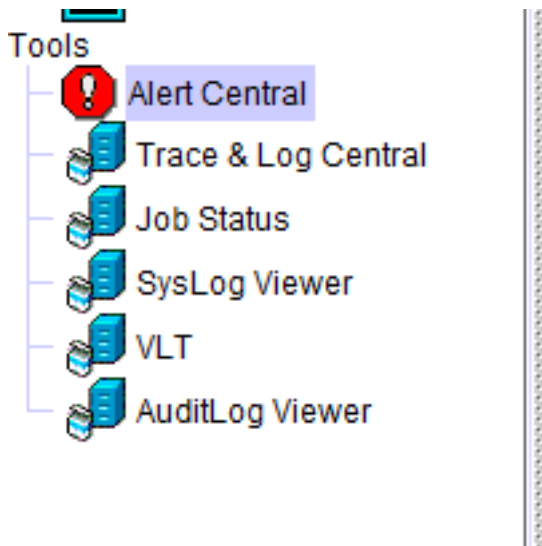 Tools
Alert Central
Trace & Log Central
Job Status
SysLog Viewer
VLT
AuditLog Viewer